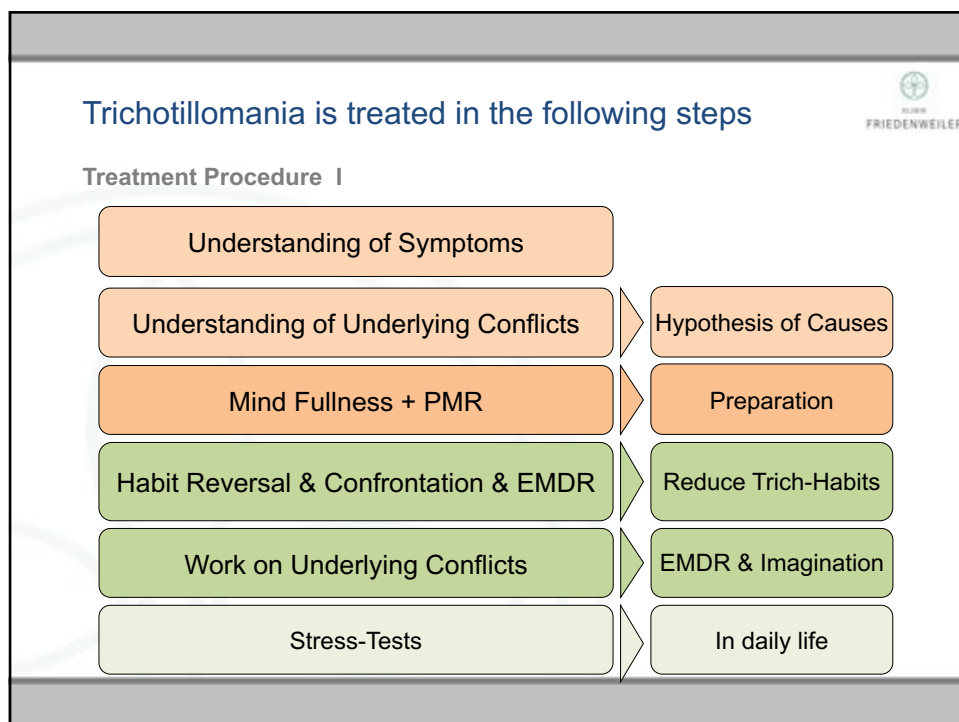 Trichotillomania is treated in the following steps
KLINIK
FRIEDENWEILER
Treatment Procedure I
Understanding of Symptoms
Understanding of Underlying Conflicts
Hypothesis of Causes
Mind Fullness + PMR
Preparation
Habit Reversal & Confrontation & EMDR
Reduce Trich-Habits
Work on Underlying Conflicts
EMDR & Imagination
Stress-Tests
In daily life